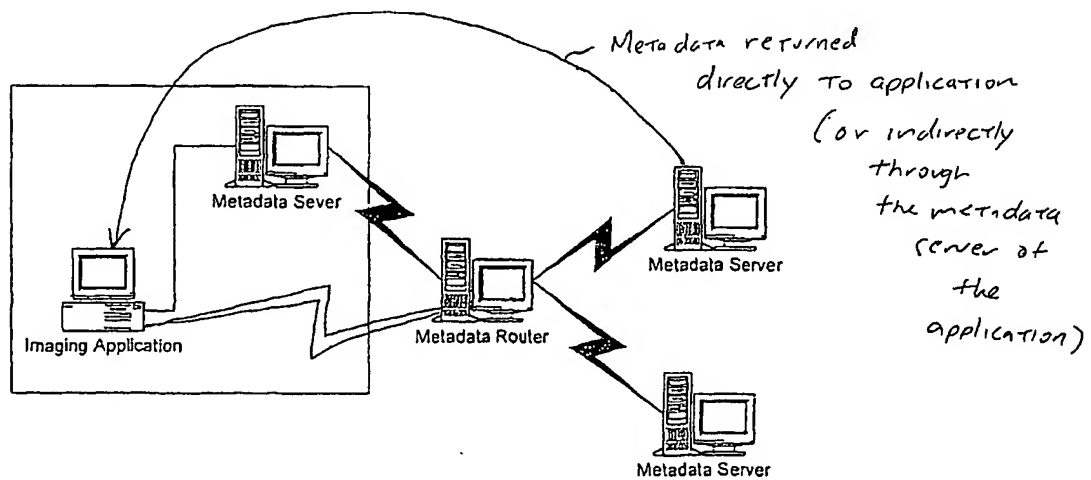 Metadata returned
directly to application
(or indirectly
through
the metadata
server of
the
application)
Metadata Sever
Metadata Server
Imaging Application
Metadata Router
Metadata Server